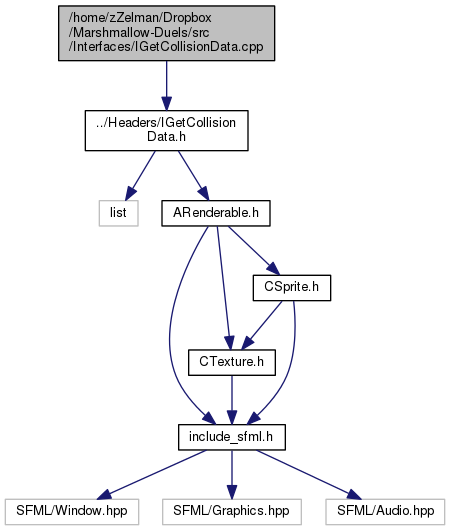 /home/zZelman/Dropbox
/Marshmallow-Duels/src
/Interfaces/IGetCollisionData.cpp
../Headers/IGetCollision
Data.h
list
ARenderable.h
CSprite.h
CTexture.h
include_sfml.h
SFML/Window.hpp
SFML/Graphics.hpp
SFML/Audio.hpp